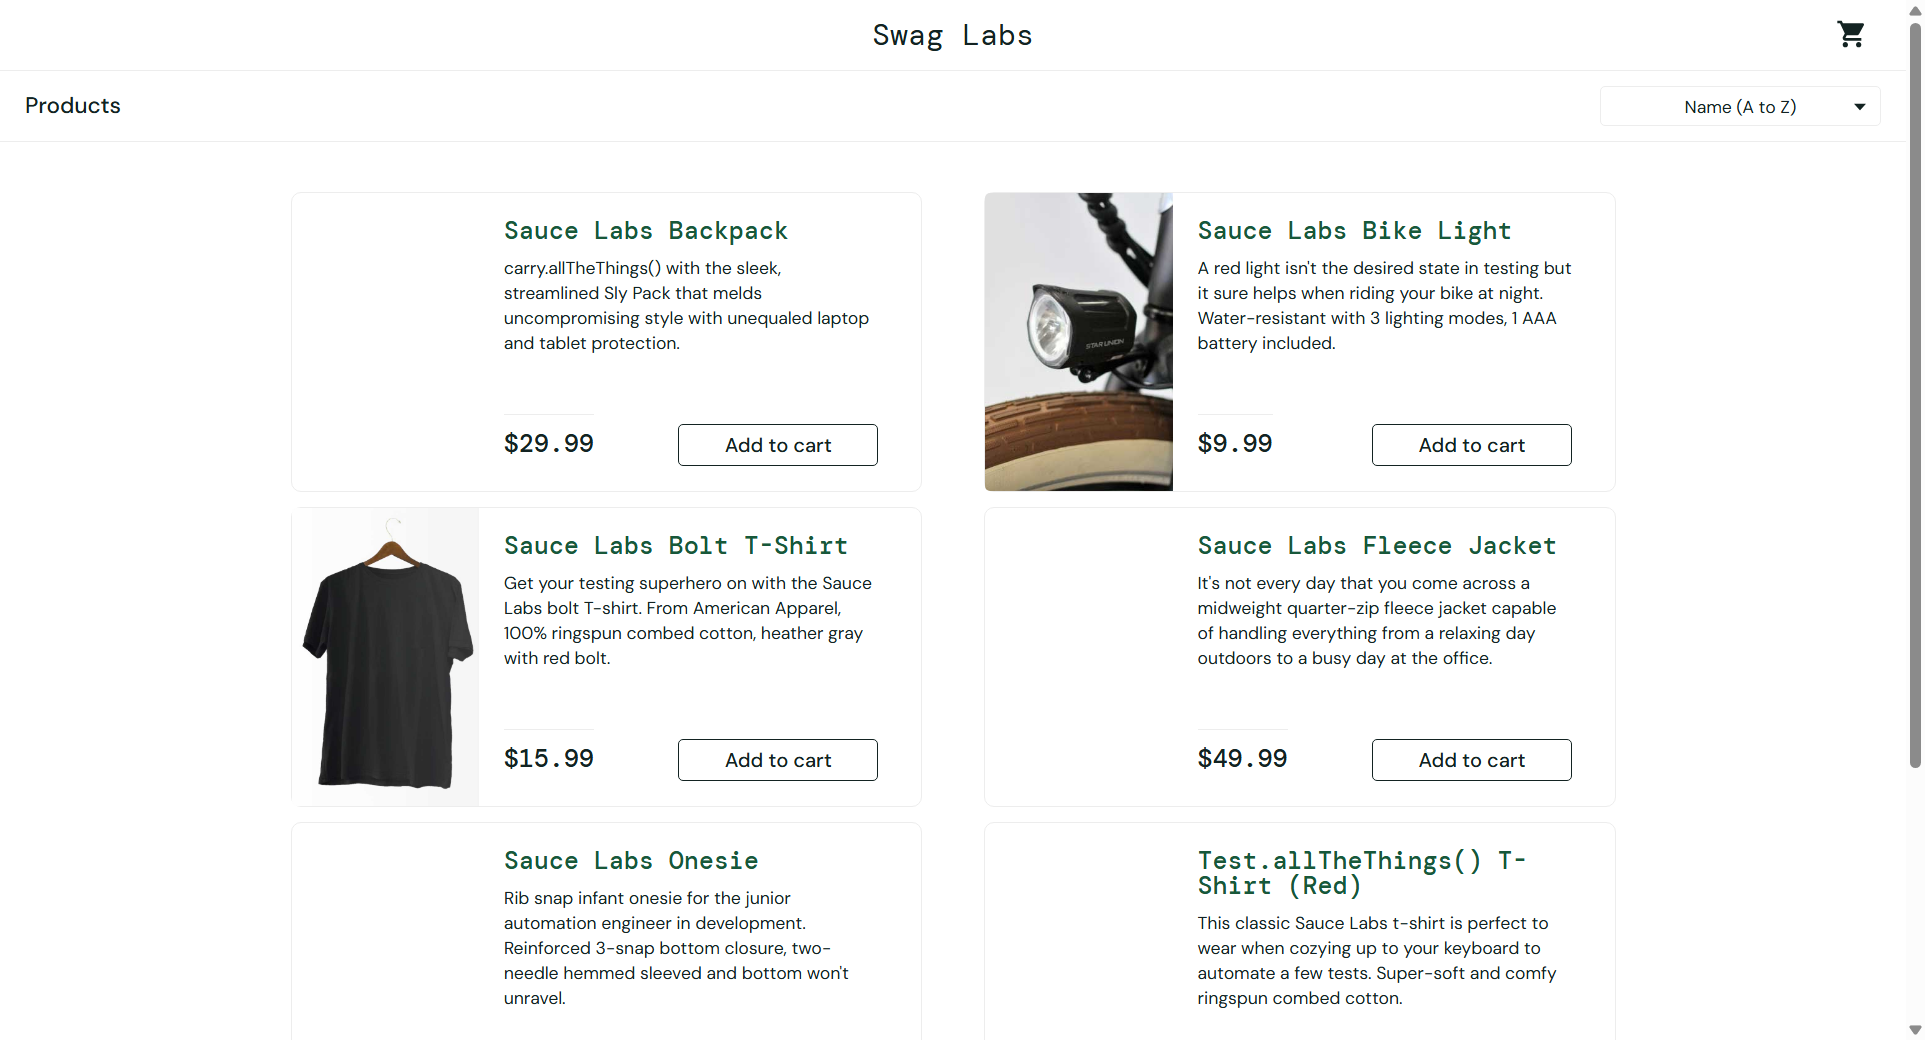 Swag Labs
Products
Name (A to Z)
Sauce Labs Backpack
carry.allTheThings() with the sleek,
streamlined Sly Pack that melds
uncompromising style with unequaled laptop
and tablet protection.
$29.99
Add to cart
Sauce Labs Bike Light
A red light isn't the desired state in testing but
it sure helps when riding your bike at night.
Water-resistant with 3 lighting modes, 1 AAA
battery included.
$9.99
Add to cart
STAR UNION
Sauce Labs Bolt T-Shirt
Get your testing superhero on with the Sauce
Labs bolt T-shirt. From American Apparel,
100% ringspun combed cotton, heather gray
with red bolt.
$15.99
Add to cart
Sauce Labs Fleece Jacket
It's not every day that you come across a
midweight quarter-zip fleece jacket capable
of handling everything from a relaxing day
outdoors to a busy day at the office.
$49.99
Add to cart
Sauce Labs Onesie
Rib snap infant onesie for the junior
automation engineer in development.
Reinforced 3-snap bottom closure, two-
needle hemmed sleeved and bottom won't
unravel.
Test.allTheThings() T-
Shirt (Red)
This classic Sauce Labs t-shirt is perfect to
wear when cozying up to your keyboard to
automate a few tests. Super-soft and comfy
ringspun combed cotton.